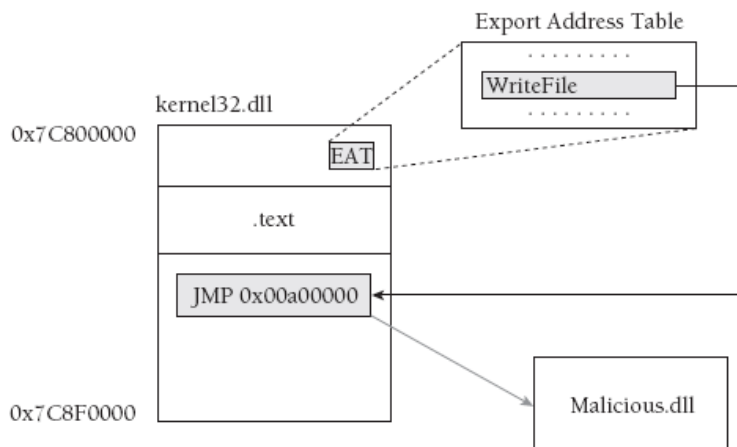 Export Address Table
. . . . . . . . .
WriteFile
. . . . . . . . .
kernel32.dll
0x7C800000
EAT
.text
JMP 0x00a00000
0x7C8F0000
Malicious.dll